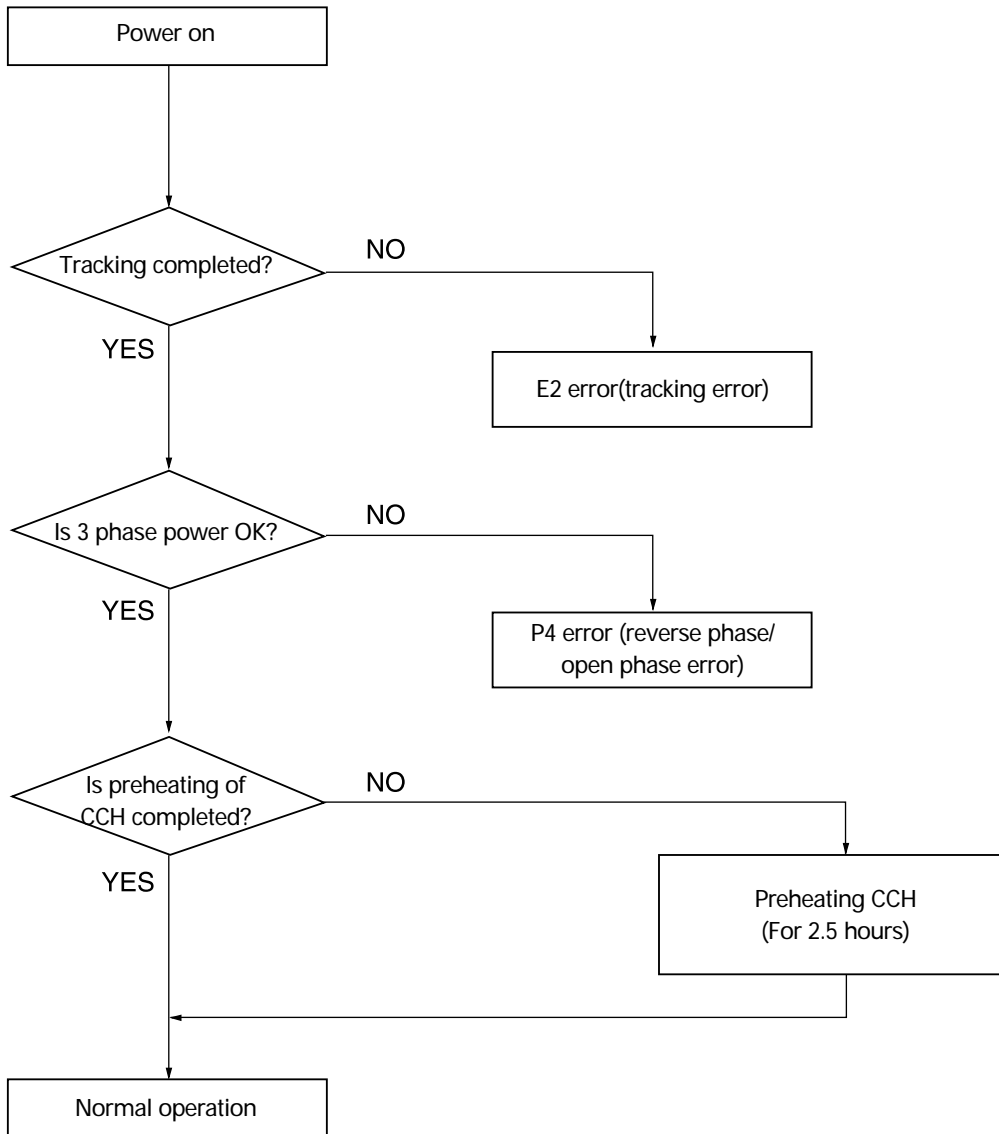 Power on
Tracking completed?
NO
YES
E2 error(tracking error)
Is 3 phase power OK?
NO
YES
P4 error (reverse phase/
open phase error)
Is preheating of
CCH completed?
NO
YES
Preheating CCH
(For 2.5 hours)
Normal operation